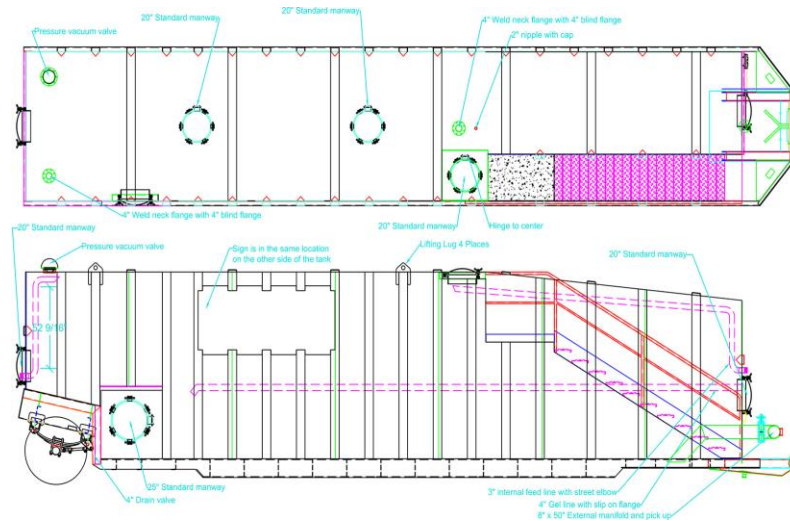 20" Standard manway
20" Standard manway
4" Weld neck flange with 4" blind flange
Pressure vacuum valve
2" nipple with cap
4" Weld neck flange with 4" blind flange
20" Standard manway
Hinge to center
20" Standard manway
Pressure vacuum valve
Sign is in the same location
on the other side of the tank
Lifting Lug 4 Places
20" Standard manway
52 9/16"
25" Standard manway
4" Drain valve
3" internal feed line with street elbow
4" Gel line with slip on flange
8" x 50" External manifold and pick up